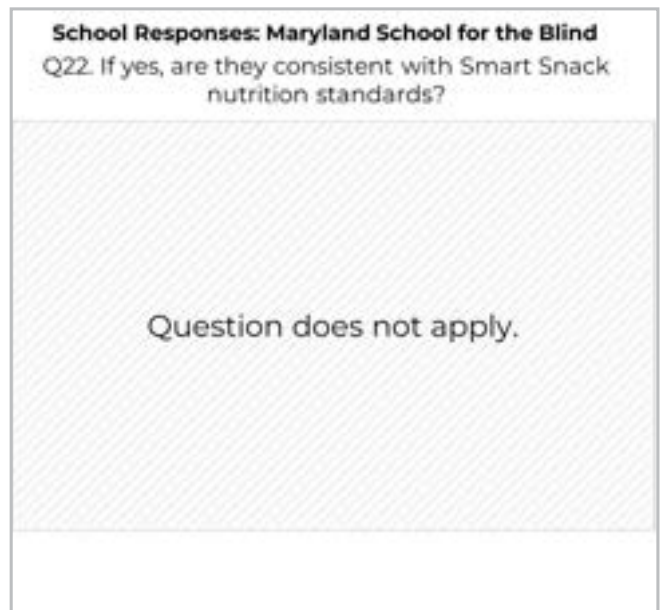 School Responses: Maryland School for the Blind
Q22. If yes, are they consistent with Smart Snack
nutrition standards?
Question does not apply.